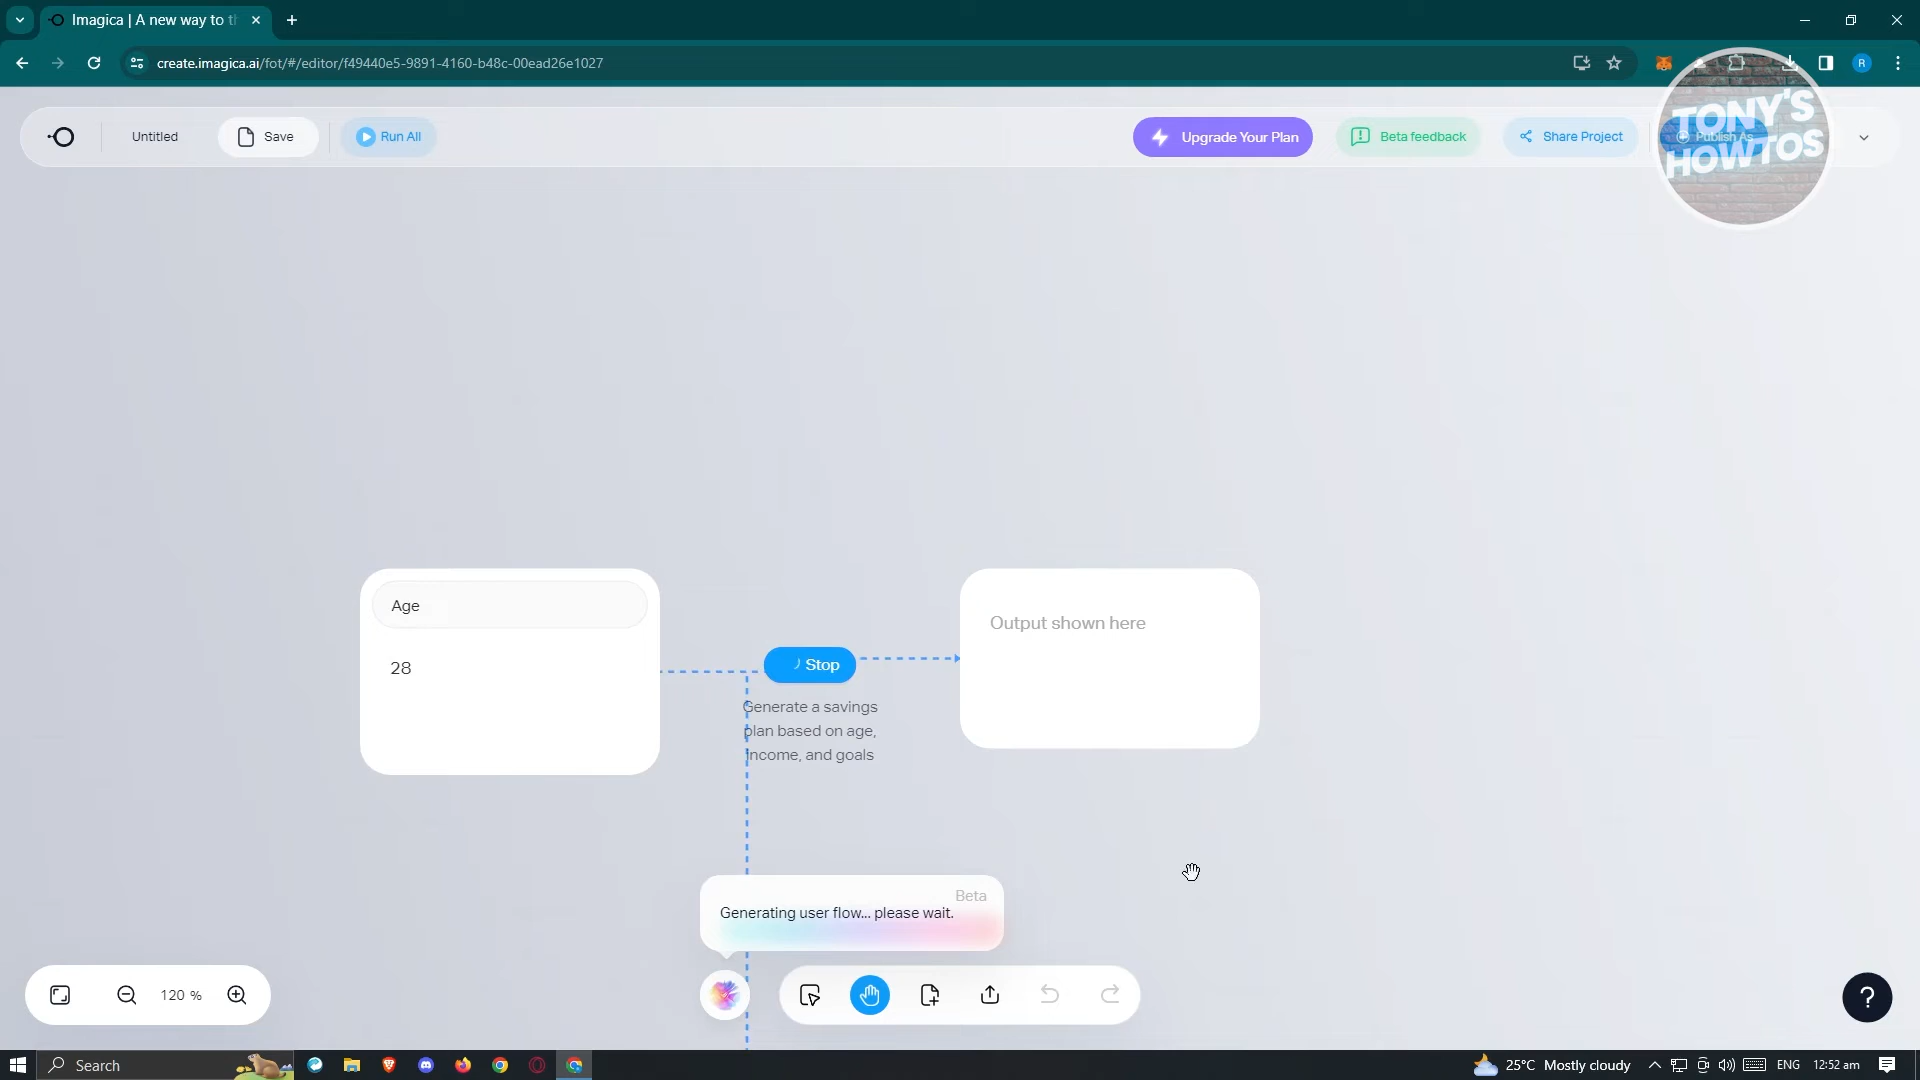 Imagica | A new way to th
create.imagica.ai/fot/#/editor/f49440e5-9891-4160-b48c-00ead26e1027
R
Untitled
Save
Run All
Upgrade Your Plan
Beta feedback
Share Project
Publish As
TONY'S
HOWTOS
Age
28
Stop
Generate a savings
plan based on age,
income, and goals
Output shown here
Beta
Generating user flow... please wait.
120 %
?
Search
25°C Mostly cloudy
ENG
12:52 am